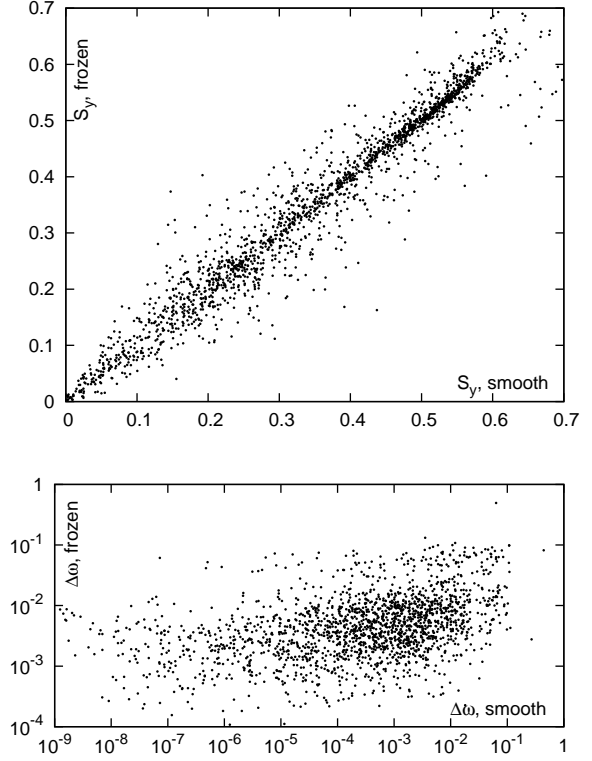 0.7
0.6
0.5
0.4
0.3
0.2
0.1
0
S_y, frozen
S_y, smooth
0 0.1 0.2 0.3 0.4 0.5 0.6 0.7
1
10^-1
10^-2
10^-3
10^-4
Δω, frozen
Δω, smooth
10^-9 10^-8 10^-7 10^-6 10^-5 10^-4 10^-3 10^-2 10^-1 1